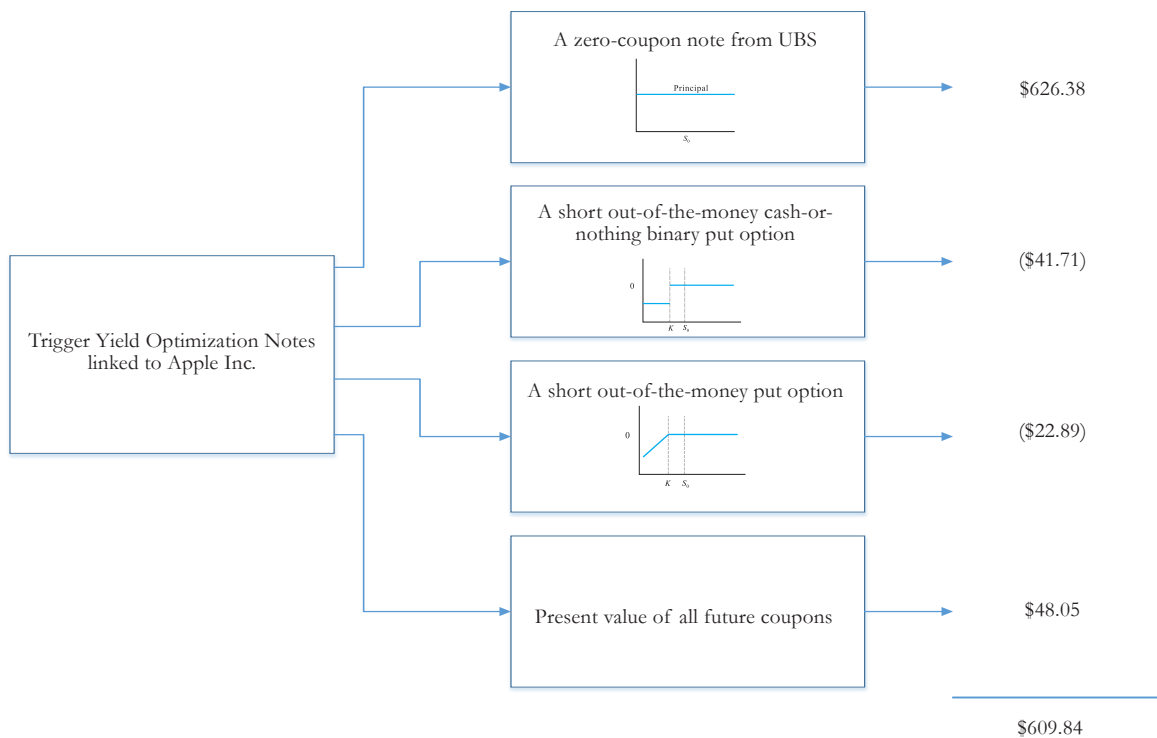 A zero-coupon note from UBS
Principal
S₀
$626.38
A short out-of-the-money cash-or-
nothing binary put option
0
K S₀
($41.71)
Trigger Yield Optimization Notes
linked to Apple Inc.
A short out-of-the-money put option
0
K S₀
($22.89)
Present value of all future coupons
$48.05
$609.84